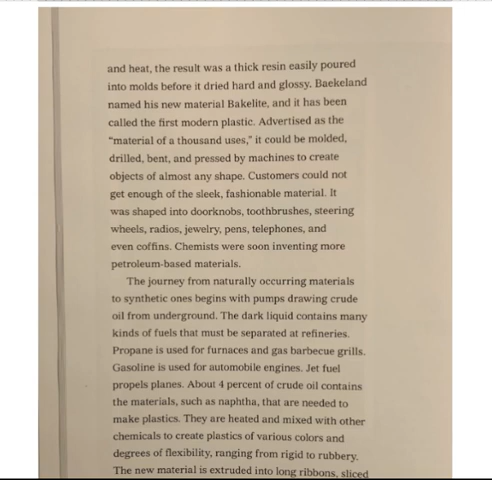 and heat, the result was a thick resin easily poured
into molds before it dried hard and glossy. Baekeland
named his new material Bakelite, and it has been
called the first modern plastic. Advertised as the
“material of a thousand uses,” it could be molded,
drilled, bent, and pressed by machines to create
objects of almost any shape. Customers could not
get enough of the sleek, fashionable material. It
was shaped into doorknobs, toothbrushes, steering
wheels, radios, jewelry, pens, telephones, and
even coffins. Chemists were soon inventing more
petroleum-based materials.
The journey from naturally occurring materials
to synthetic ones begins with pumps drawing crude
oil from underground. The dark liquid contains many
kinds of fuels that must be separated at refineries.
Propane is used for furnaces and gas barbecue grills.
Gasoline is used for automobile engines. Jet fuel
propels planes. About 4 percent of crude oil contains
the materials, such as naphtha, that are needed to
make plastics. They are heated and mixed with other
chemicals to create plastics of various colors and
degrees of flexibility, ranging from rigid to rubbery.
The new material is extruded into long ribbons, sliced